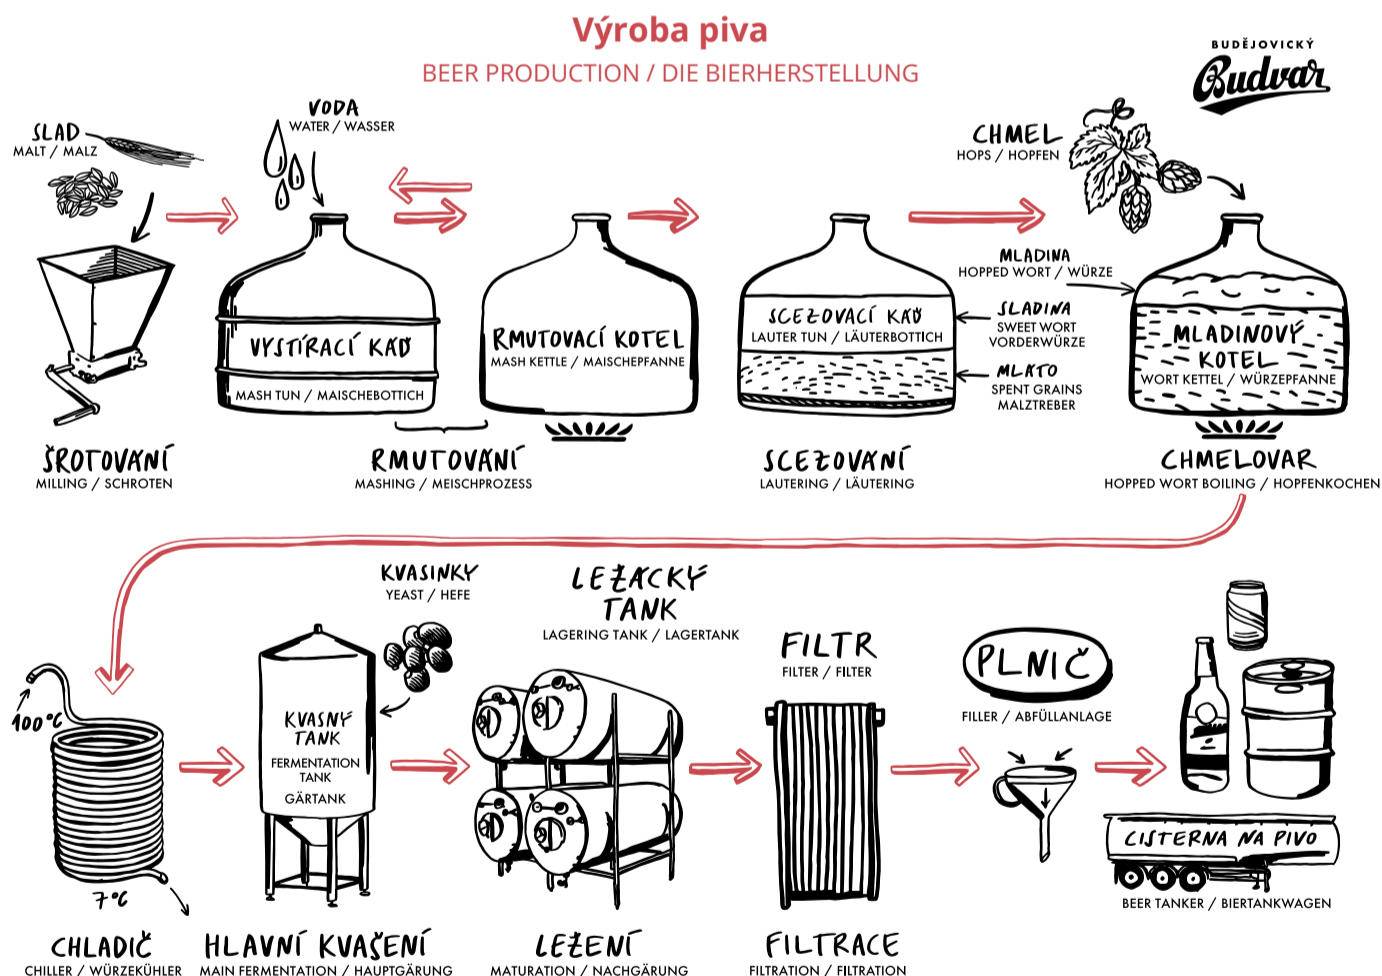 Výroba piva
BEER PRODUCTION / DIE BIERHERSTELLUNG
BUDĚJOVICKÝ
Budvar
SLAD
MALT / MALZ
VODA
WATER / WASSER
CHMEL
HOPS / HOPFEN
VYSTÍRACÍ KÁĎ
MASH TUN / MAISCHEBOTTICH
RMUTOVACÍ KOTEL
MASH KETTLE / MAISCHEPFANNE
SCEZOVACÍ KÁĎ
LAUTER TUN / LÄUTERBOTTICH
MLADINA
HOPPED WORT / WÜRZE
SLADINA
SWEET WORT
VORDERWÜRZE
MLÁTO
SPENT GRAINS
MALZTREBER
MLADINOVÝ
KOTEL
WORT KETTEL / WÜRZEPFANNE
ŠROTOVÁNÍ
MILLING / SCHROTEN
RMUTOVÁNÍ
MASHING / MEISCHPROZESS
SCEZOVÁNÍ
LAUTERING / LÄUTERING
CHMELOVAR
HOPPED WORT BOILING / HOPFENKOCHEN
100°C
7°C
CHLADIČ
CHILLER / WÜRZEKÜHLER
KVASINKY
YEAST / HEFE
KVASNÝ
TANK
FERMENTATION
TANK
GÄRTANK
HLAVNÍ KVAŠENÍ
MAIN FERMENTATION / HAUPTGÄRUNG
LEŽÁCKÝ
TANK
LAGERING TANK / LAGERTANK
LEŽENÍ
MATURATION / NACHGÄRUNG
FILTR
FILTER / FILTER
FILTRACE
FILTRATION / FILTRATION
PLNIČ
FILLER / ABFÜLLANLAGE
CISTERNA NA PIVO
BEER TANKER / BIERTANKWAGEN